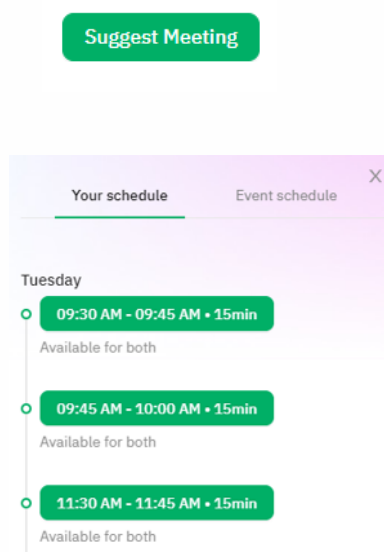 Suggest Meeting
Your schedule Event schedule X
Tuesday
09:30 AM - 09:45 AM • 15min
Available for both
09:45 AM - 10:00 AM • 15min
Available for both
11:30 AM - 11:45 AM • 15min
Available for both